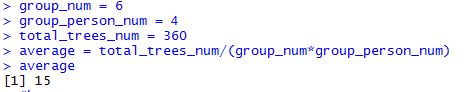 > group_num = 6
> group_person_num = 4
> total_trees_num = 360
> average = total_trees_num/(group_num*group_person_num)
> average
[1] 15